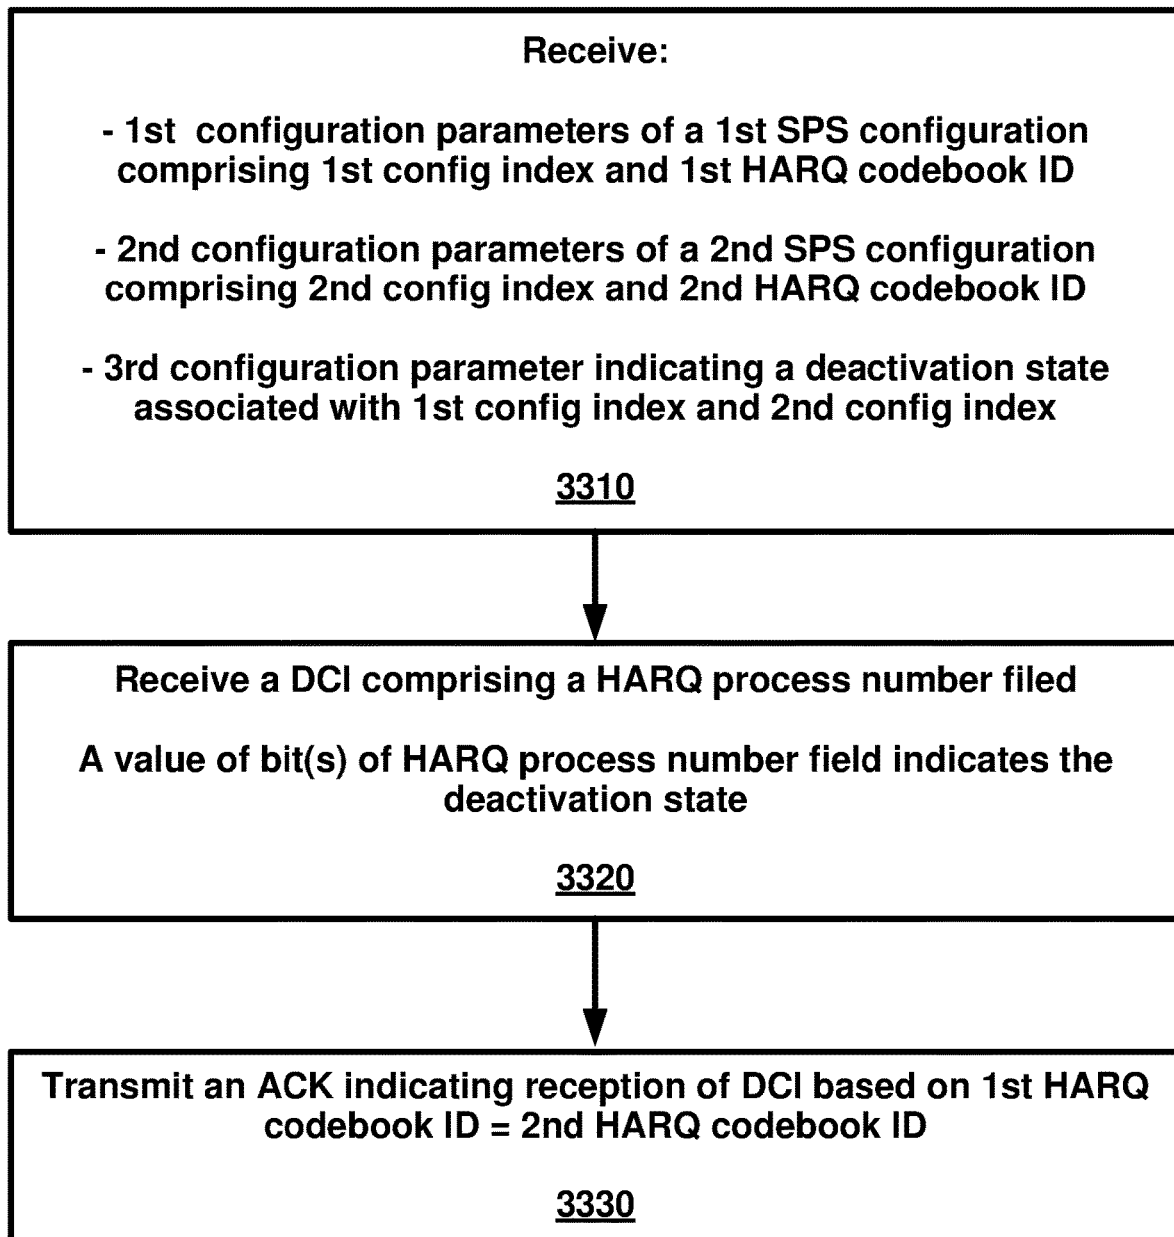 Receive:
- 1st configuration parameters of a 1st SPS configuration
comprising 1st config index and 1st HARQ codebook ID
- 2nd configuration parameters of a 2nd SPS configuration
comprising 2nd config index and 2nd HARQ codebook ID
- 3rd configuration parameter indicating a deactivation state
associated with 1st config index and 2nd config index
3310
Receive a DCI comprising a HARQ process number filed
A value of bit(s) of HARQ process number field indicates the
deactivation state
3320
Transmit an ACK indicating reception of DCI based on 1st HARQ
codebook ID = 2nd HARQ codebook ID
3330